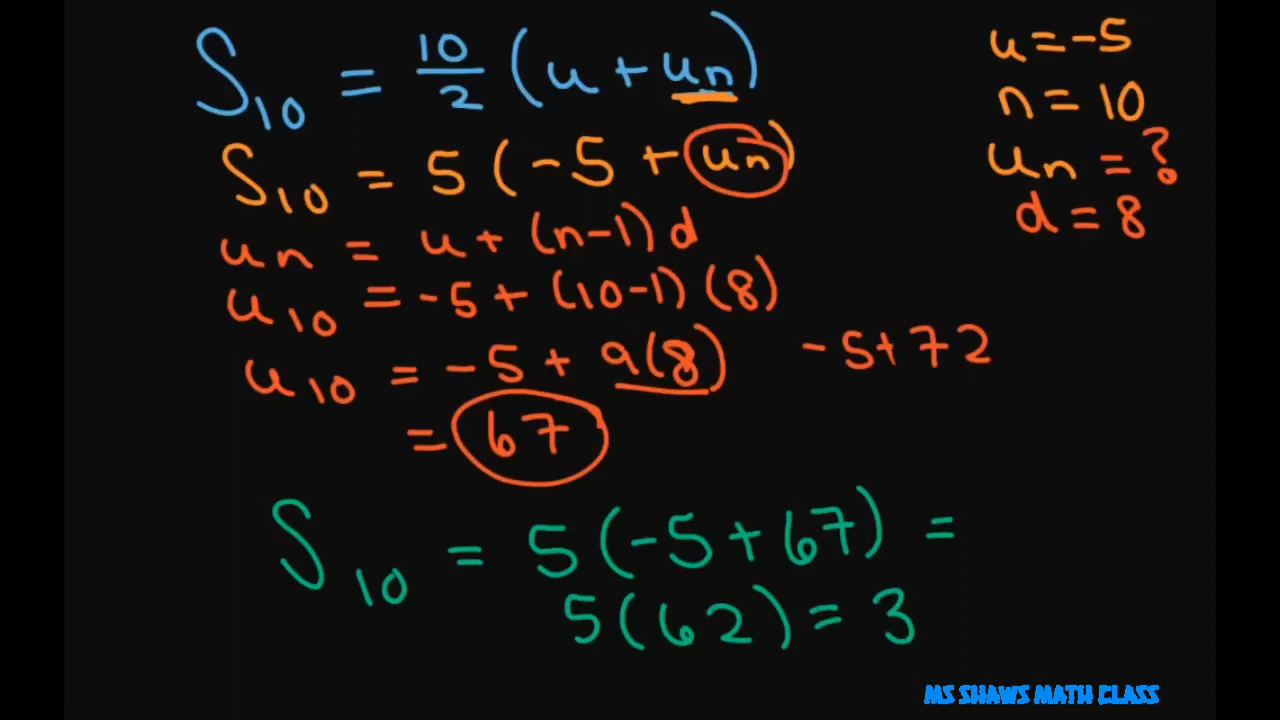 S₁₀ = 10/2 (u + uₙ)
u = -5
n = 10
S₁₀ = 5 (-5 + uₙ)
uₙ = ?
d = 8
uₙ = u + (n-1)d
u₁₀ = -5 + (10-1) (8)
u₁₀ = -5 + 9(8)
-5+72
= 67
S₁₀ = 5(-5+67) =
5(62) = 3
MS SHAWS MATH CLASS